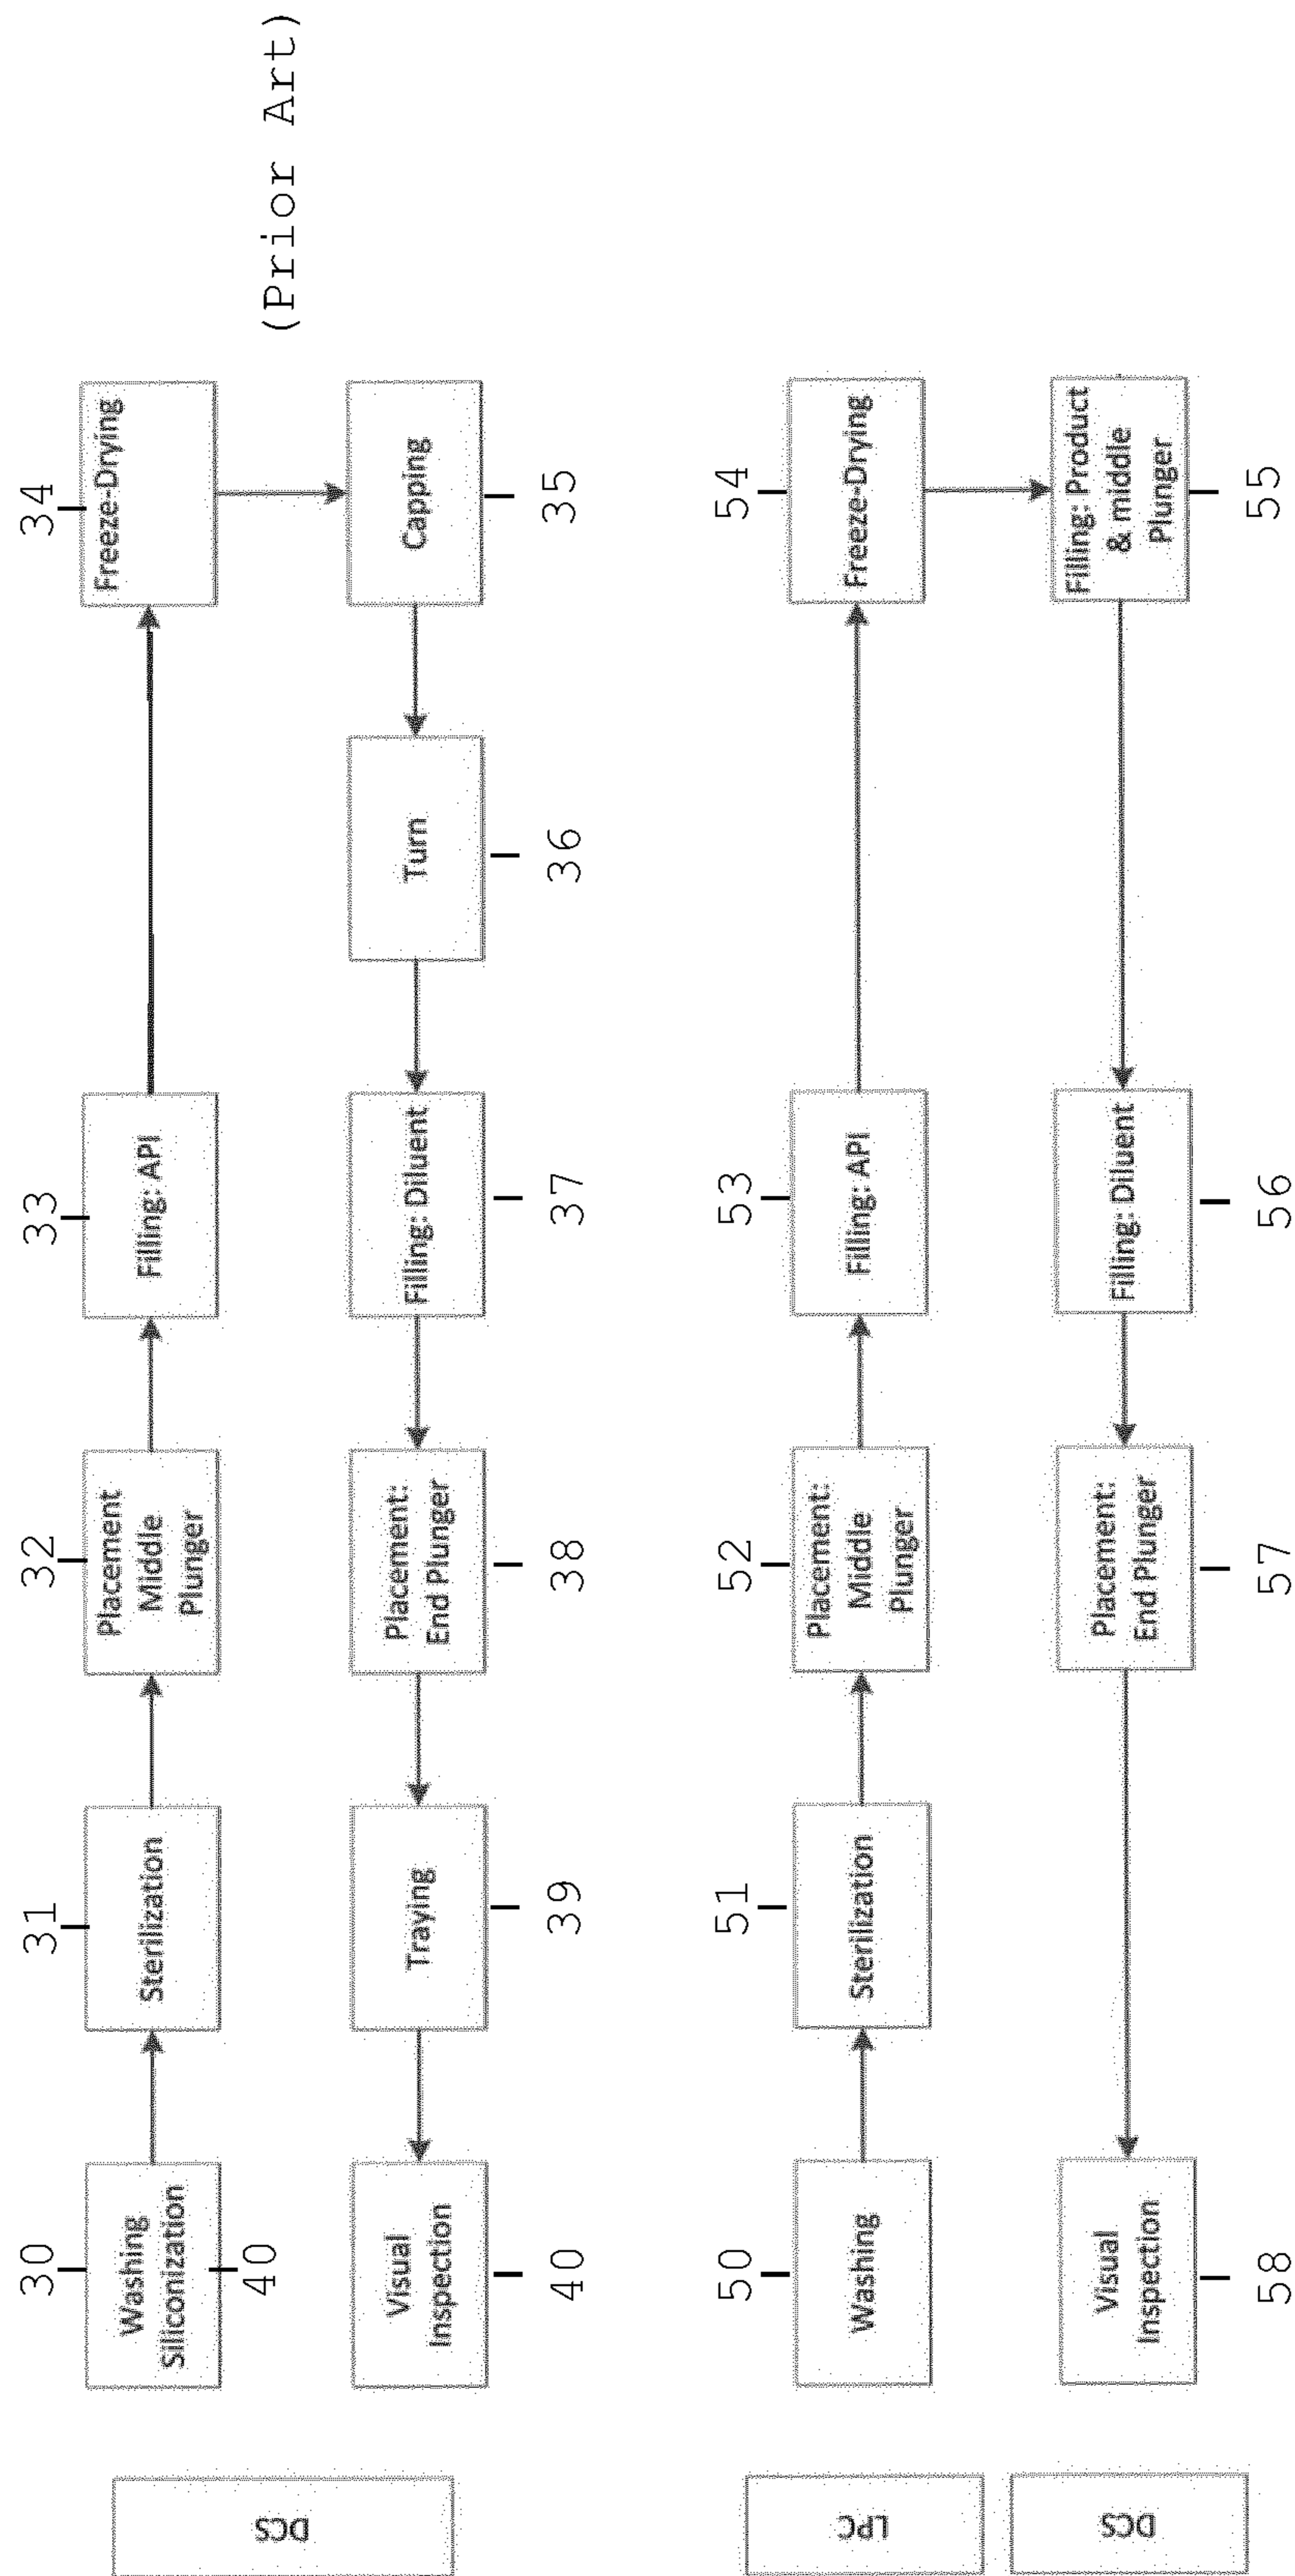 DCS
30
Washing
Siliconization
40
31
Sterilization
32
Placement
Middle
Plunger
33
Filling: API
34
Freeze-Drying
(Prior Art)
Capping
35
Turn
36
Filling: Diluent
37
Placement:
End Plunger
38
Traying
39
Visual
Inspection
40
LPC
50
Washing
51
Sterilization
52
Placement:
Middle
Plunger
53
Filling: API
54
Freeze-Drying
DCS
Filling: Product
& middle
Plunger
55
Filling: Diluent
56
Placement:
End Plunger
57
Visual
Inspection
58